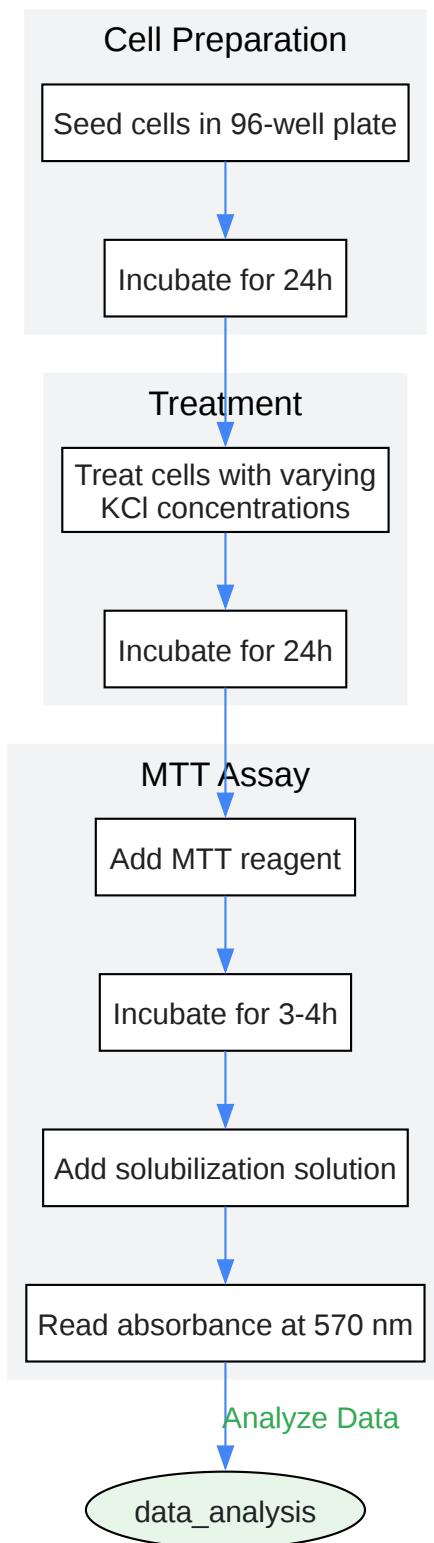 Cell Preparation
Seed cells in 96-well plate
Incubate for 24h
Treatment
Treat cells with varying
KCl concentrations
Incubate for 24h
MTT Assay
Add MTT reagent
Incubate for 3-4h
Add solubilization solution
Read absorbance at 570 nm
Analyze Data
data_analysis